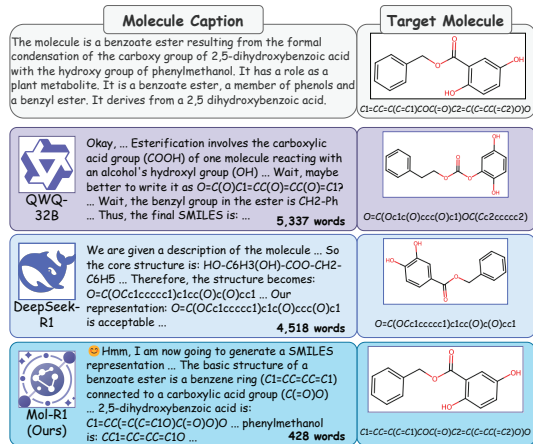 Molecule Caption
Target Molecule
The molecule is a benzoate ester resulting from the formal
condensation of the carboxy group of 2,5-dihydroxybenzoic acid
with the hydroxy group of phenylmethanol. It has a role as a
plant metabolite. It is a benzoate ester, a member of phenols and
a benzyl ester. It derives from a 2,5 dihydroxybenzoic acid.
O
O
OH
HO
C1=CC=C(C=C1)COC(=O)C2=C(C=CC(=C2)O)O
QWQ-
32B
Okay, ... Esterification involves the carboxylic
acid group (COOH) of one molecule reacting with
an alcohol's hydroxyl group (OH) ... Wait, maybe
better to write it as O=C(O)C1=CC(O)=CC(O)=C1?
... Wait, the benzyl group in the ester is CH2-Ph
... Thus, the final SMILES is: ...
5,337 words
OH
O
O
O
HO
O=C(Oc1c(O)ccc(O)c1)OC(Cc2ccccc2)
DeepSeek-
R1
We are given a description of the molecule ... So
the core structure is: HO-C6H3(OH)-COO-CH2-
C6H5 ... Therefore, the structure becomes:
O=C(OCc1ccccc1)c1cc(O)c(O)cc1 ... Our
representation: O=C(OCc1ccccc1)c1c(O)ccc(O)c1
is acceptable ...
4,518 words
HO
HO
O
O
O=C(OCc1ccccc1)c1cc(O)c(O)cc1
Mol-R1
(Ours)
Hmm, I am now going to generate a SMILES
representation ... The basic structure of a
benzoate ester is a benzene ring (C1=CC=CC=C1)
connected to a carboxylic acid group (C(=O)O)
... 2,5-dihydroxybenzoic acid is:
C1=CC(=C(C=C1O)C(=O)O)O ... phenylmethanol
is: CC1=CC=CC=C1O ...
428 words
O
O
OH
HO
C1=CC=C(C=C1)COC(=O)C2=C(C=CC(=C2)O)O